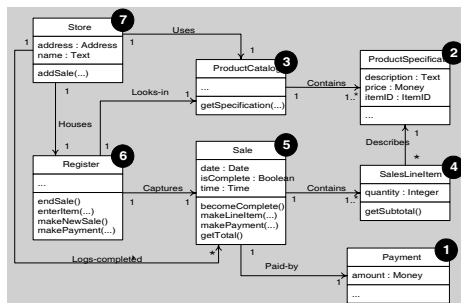 Store
7
address : Address
name : Text
addSale(...)
1
Uses
1
1
ProductCatalog
3
...
getSpecification(...)
1
Contains
1..*
ProductSpecificat
2
description : Text
price : Money
itemID : ItemID
...
1
Looks-in
1
1
Houses
1
1
Describes
*
Register
6
...
endSale()
enterItem(...)
makeNewSale()
makePayment(...)
1
Captures
1
Sale
5
date : Date
isComplete : Boolean
time : Time
becomeComplete()
makeLineItem(...)
makePayment(...)
getTotal()
1
Contains
1..*
SalesLineItem
4
quantity : Integer
getSubtotal()
1
Logs-completed
*
1
Paid-by
1
Payment
1
amount : Money
...